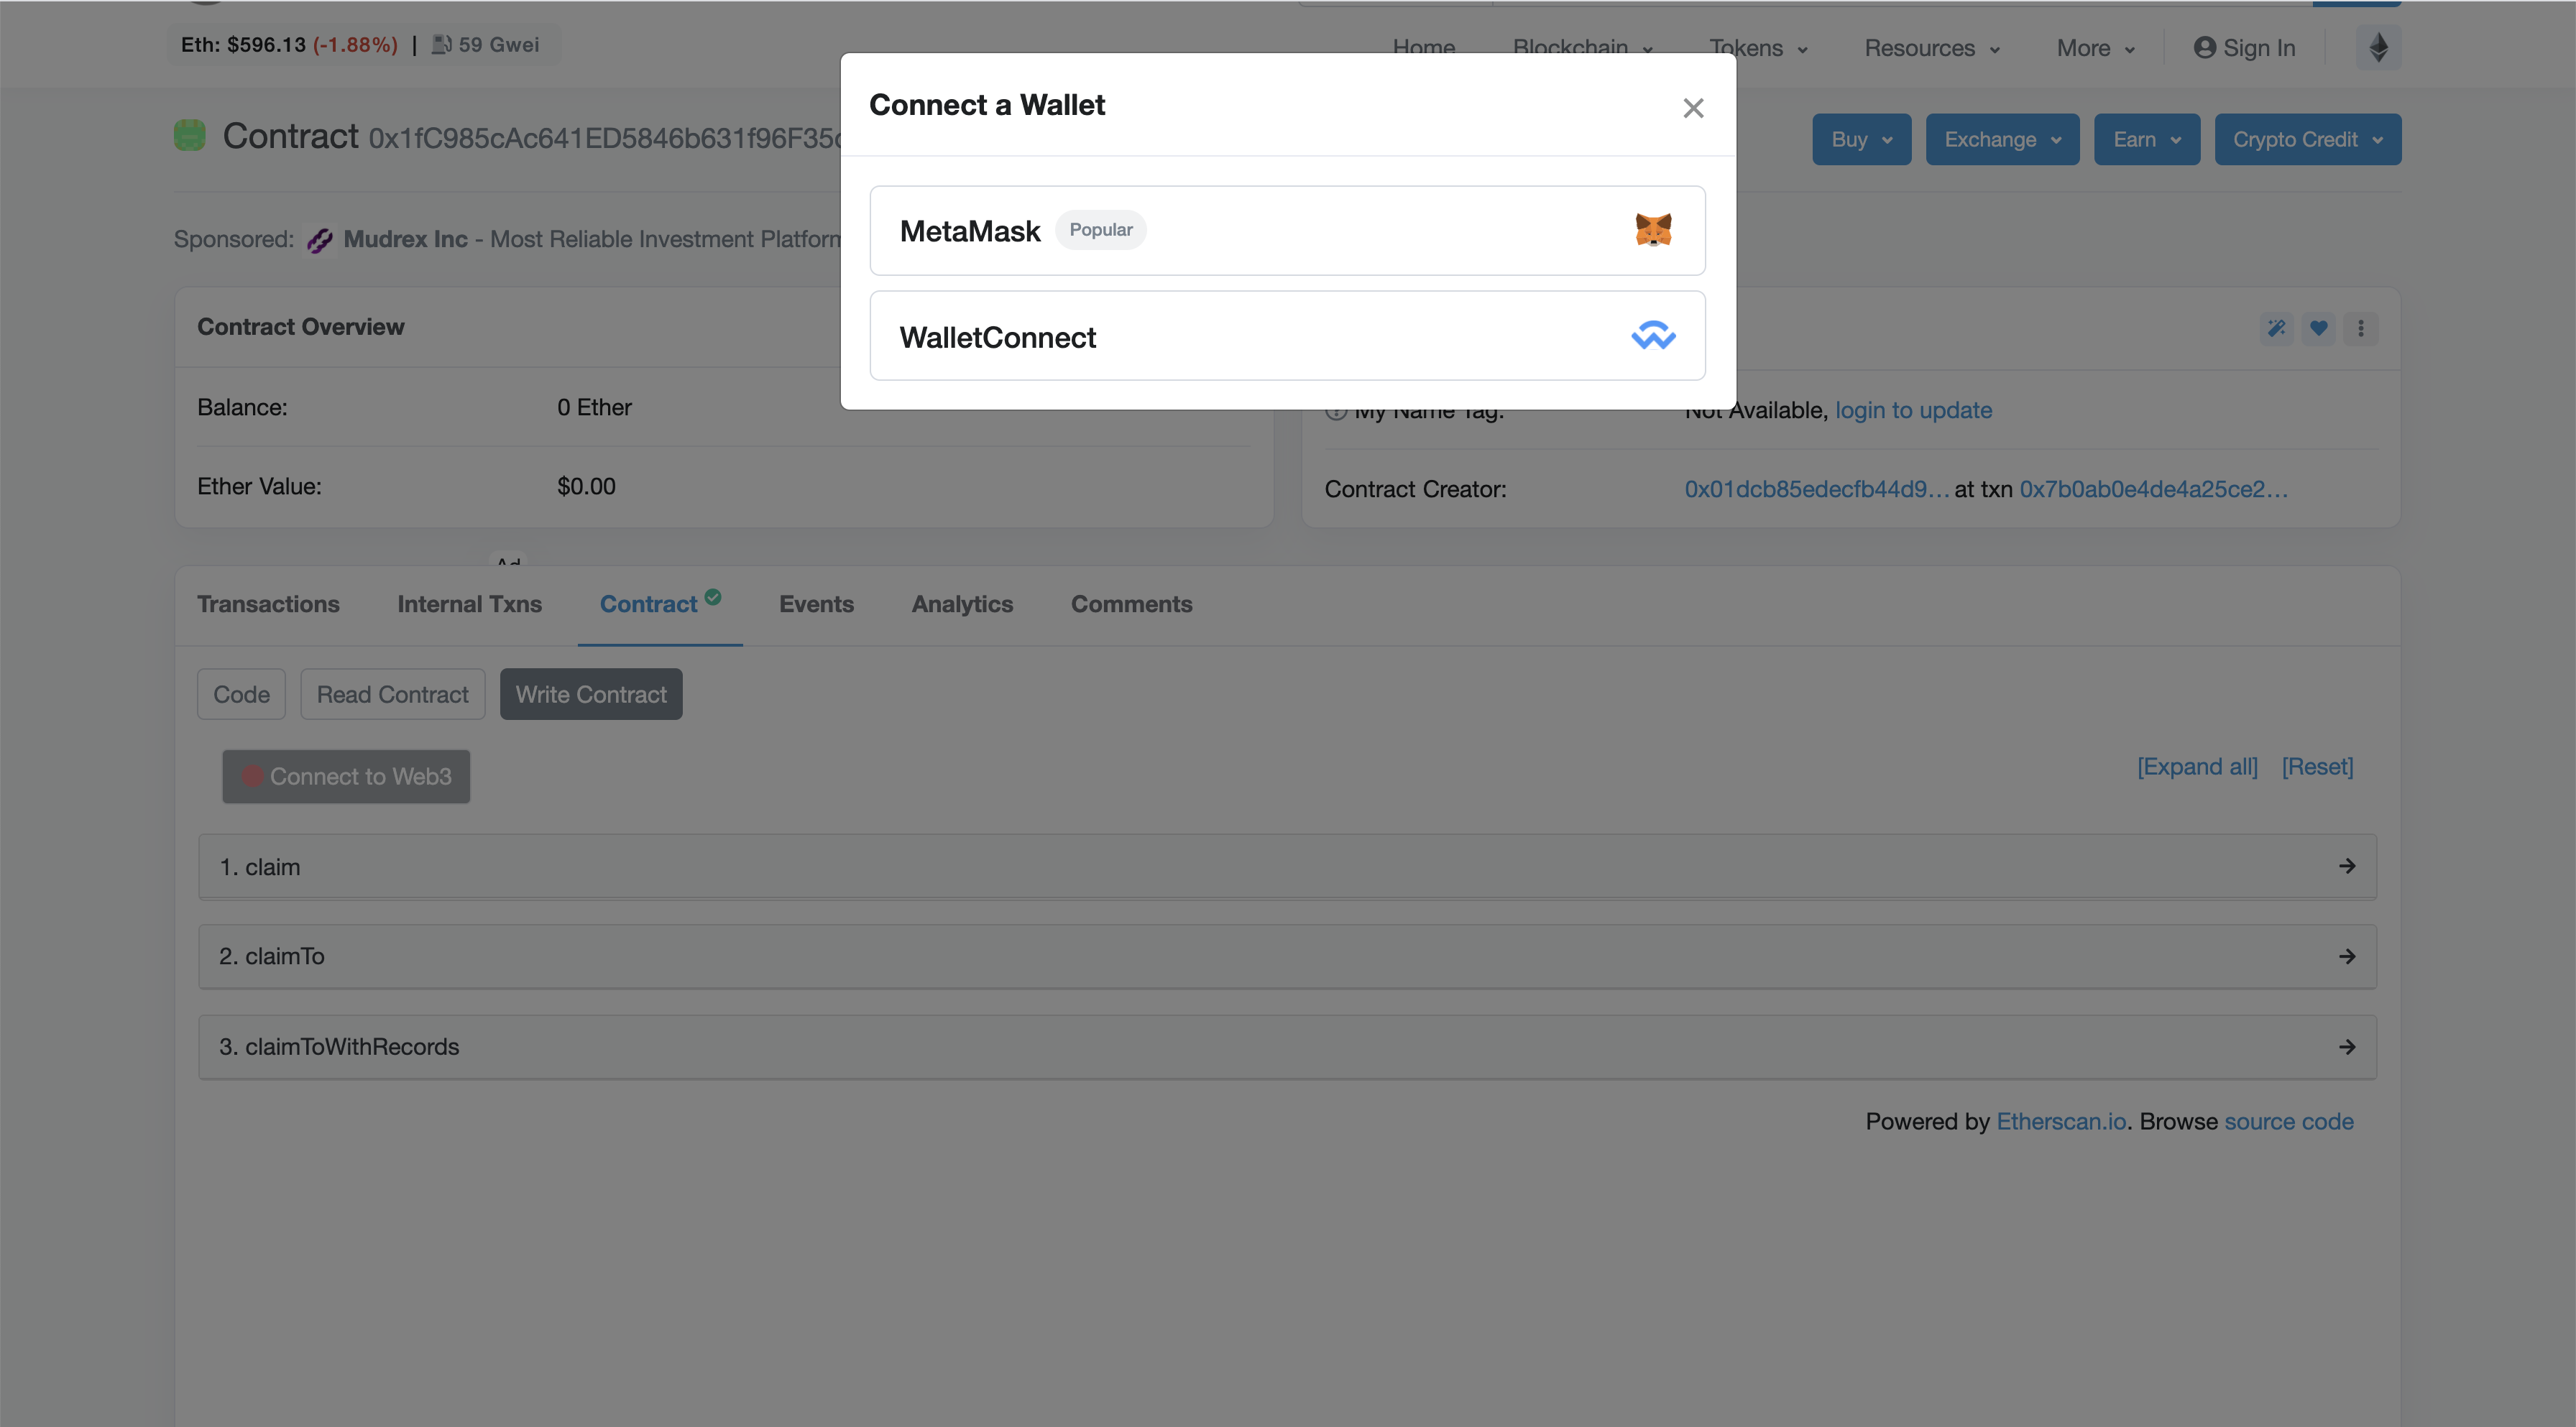 Eth: $596.13 (-1.88%) | 59 Gwei
Home Blockchain Tokens Resources More Sign In
Connect a Wallet
Contract 0x1fC985cAc641ED5846b631f96F35
Buy Exchange Earn Crypto Credit
MetaMask Popular
Sponsored: Mudrex Inc - Most Reliable Investment Platform
WalletConnect
Contract Overview
Balance: 0 Ether
My Name Tag: Not Available, login to update
Ether Value: $0.00
Contract Creator: 0x01dcb85edecfb44d9... at txn 0x7b0ab0e4de4a25ce2...
Ad
Transactions Internal Txns Contract Events Analytics Comments
Code Read Contract Write Contract
Connect to Web3
[Expand all] [Reset]
1. claim
2. claimTo
3. claimToWithRecords
Powered by Etherscan.io. Browse source code